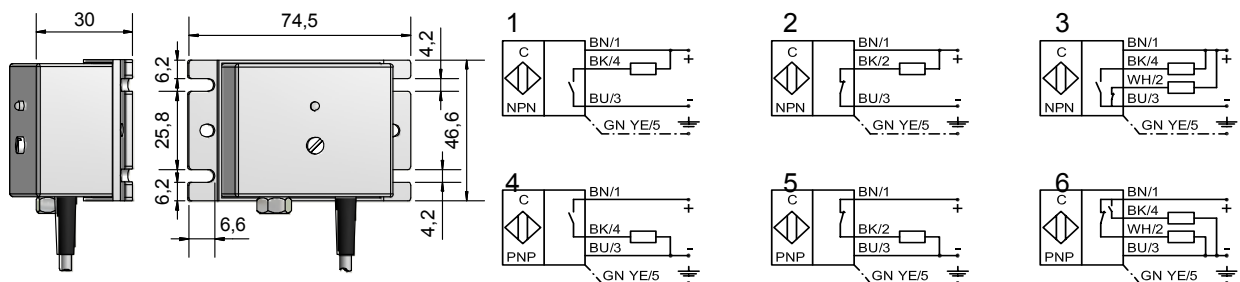 30
74,5
4,2
6,2
25,8
6,2
46,6
4,2
6,6
1
C
NPN
BN/1
BK/4
BU/3
+
-
GN YE/5
2
C
NPN
BN/1
BK/2
BU/3
+
-
GN YE/5
3
C
NPN
BN/1
BK/4
WH/2
BU/3
+
-
GN YE/5
4
C
PNP
BN/1
BK/4
BU/3
+
-
GN YE/5
5
C
PNP
BN/1
BK/2
BU/3
+
-
GN YE/5
6
C
PNP
BN/1
BK/4
WH/2
BU/3
+
-
GN YE/5